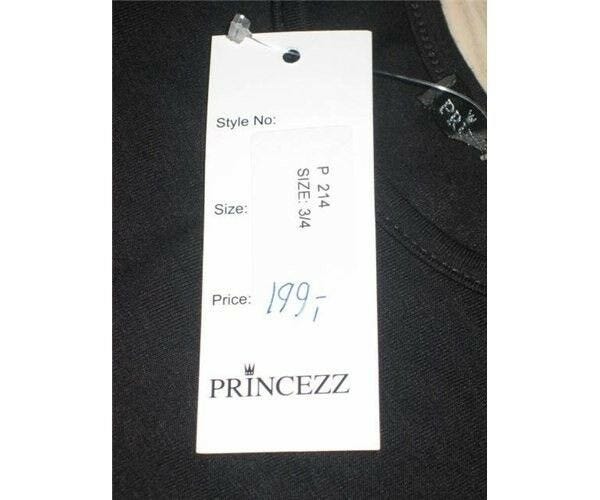 Style No:
P 214
SIZE: 3/4
Size:
Price: 199,-
PRINCEZZ